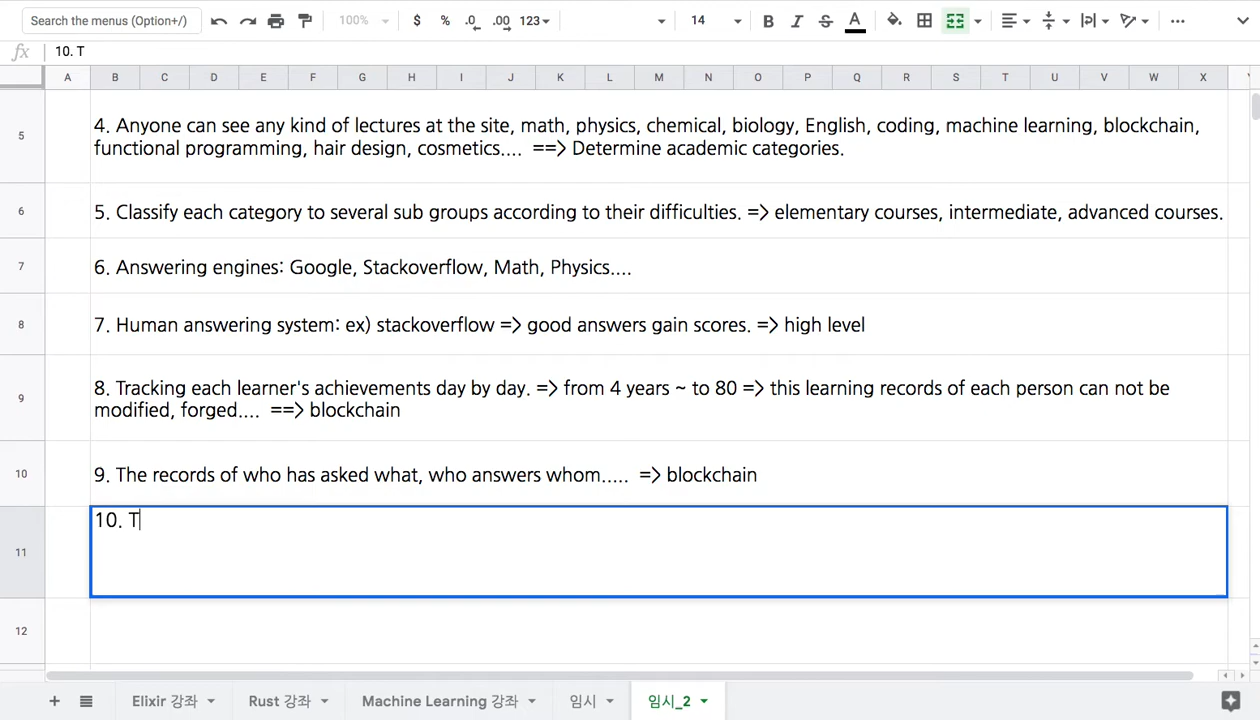 Search the menus (Option+/)
100%
$
%
.0
.00
123
14
B
I
S
A
fx
10. T
A B C D E F G H I J K L M N O P Q R S T U V W X
5
4. Anyone can see any kind of lectures at the site, math, physics, chemical, biology, English, coding, machine learning, blockchain,
functional programming, hair design, cosmetics.... ==> Determine academic categories.
6
5. Classify each category to several sub groups according to their difficulties. => elementary courses, intermediate, advanced courses.
7
6. Answering engines: Google, Stackoverflow, Math, Physics....
8
7. Human answering system: ex) stackoverflow => good answers gain scores. => high level
9
8. Tracking each learner's achievements day by day. => from 4 years ~ to 80 => this learning records of each person can not be
modified, forged.... ==> blockchain
10
9. The records of who has asked what, who answers whom..... => blockchain
11
10. T
12
Elixir 강좌
Rust 강좌
Machine Learning 강좌
임시
임시_2